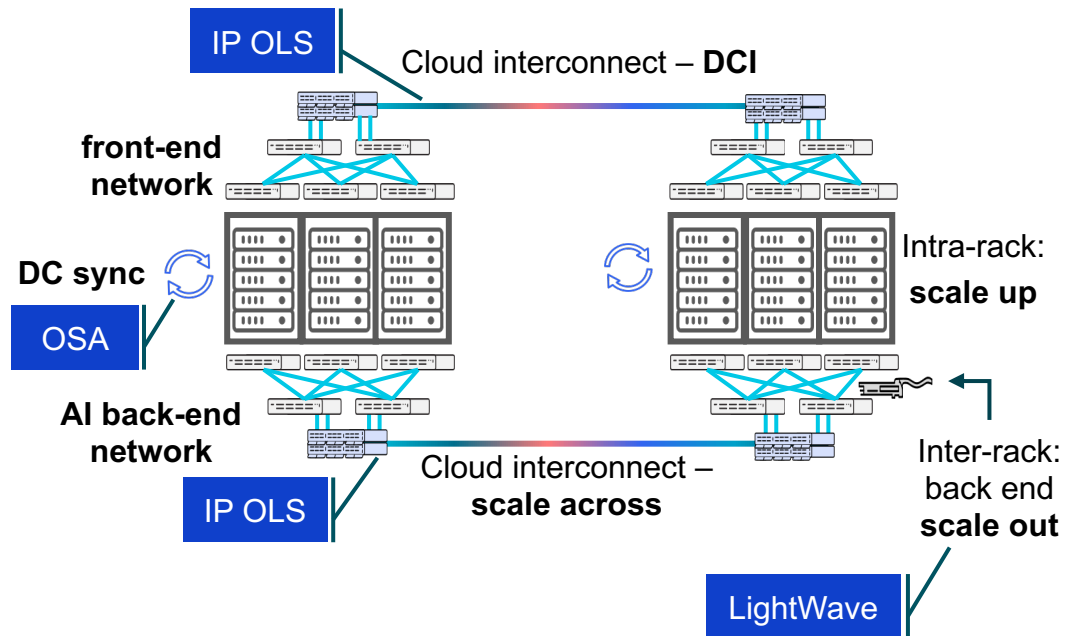 IP OLS
Cloud interconnect – DCI
front-end
network
DC sync
OSA
Intra-rack:
scale up
AI back-end
network
IP OLS
Cloud interconnect –
scale across
Inter-rack:
back end
scale out
LightWave